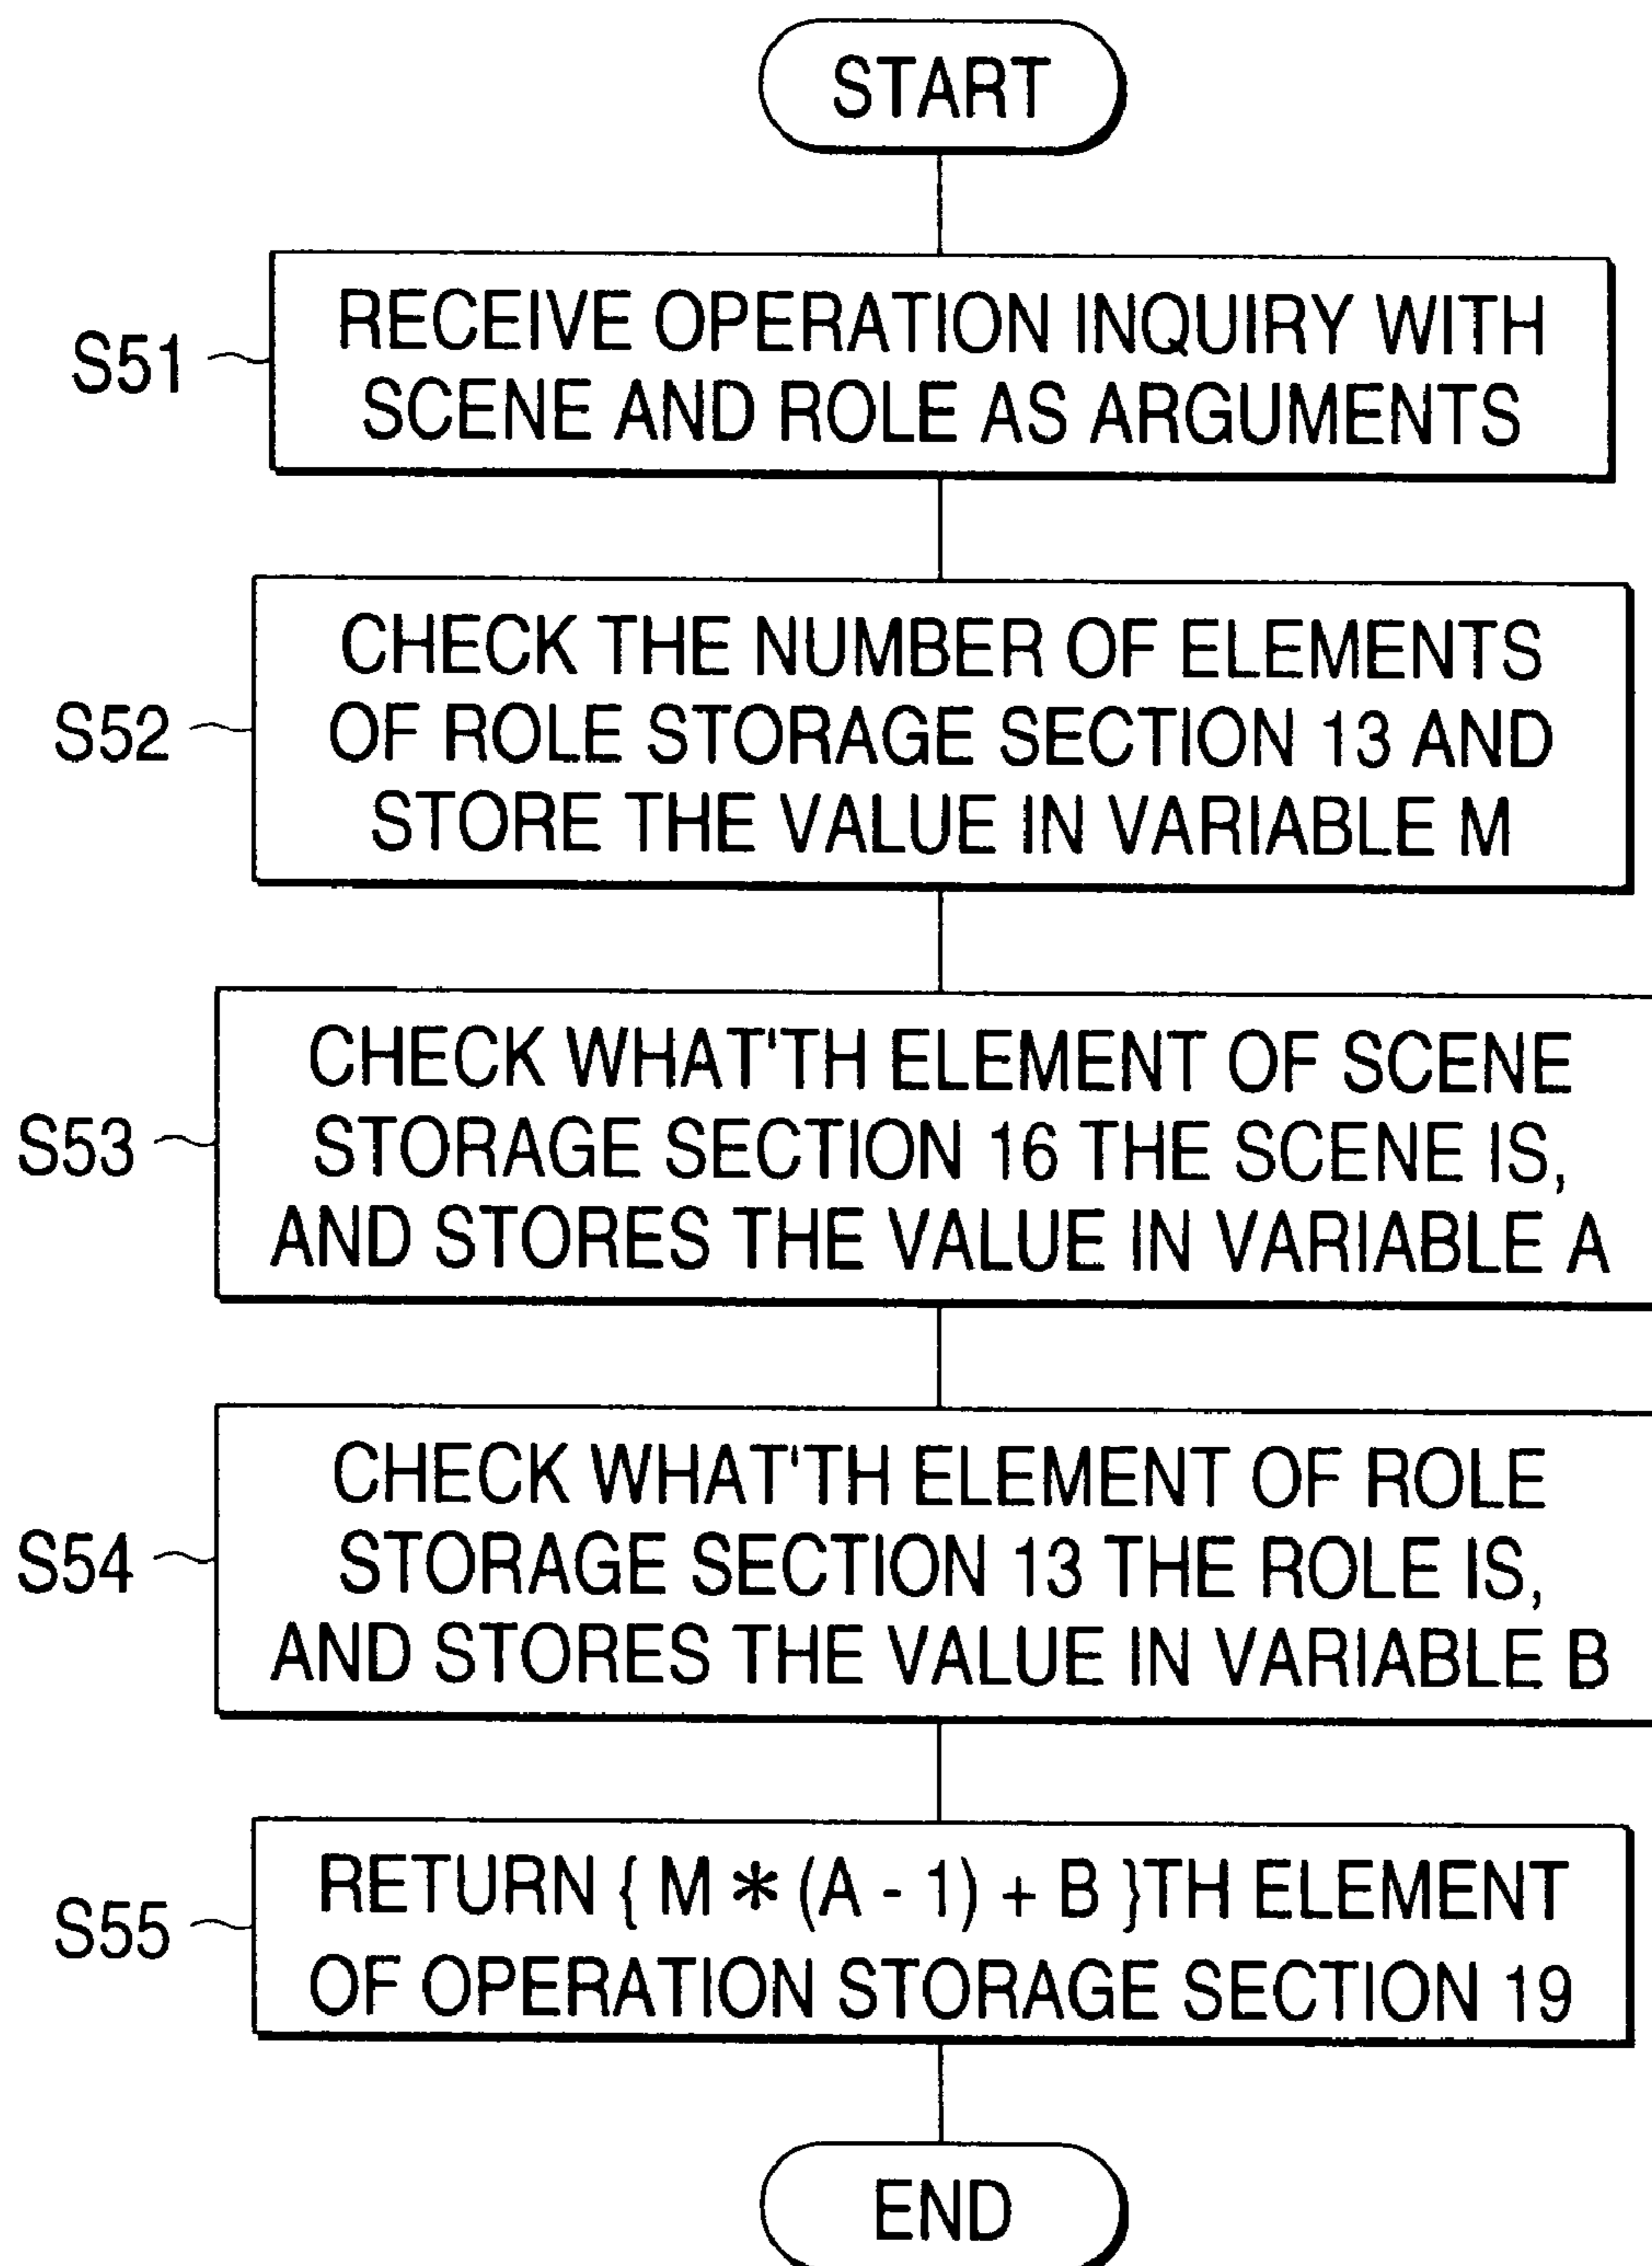 START
S51
RECEIVE OPERATION INQUIRY WITH
SCENE AND ROLE AS ARGUMENTS
S52
CHECK THE NUMBER OF ELEMENTS
OF ROLE STORAGE SECTION 13 AND
STORE THE VALUE IN VARIABLE M
S53
CHECK WHAT'TH ELEMENT OF SCENE
STORAGE SECTION 16 THE SCENE IS,
AND STORES THE VALUE IN VARIABLE A
S54
CHECK WHAT'TH ELEMENT OF ROLE
STORAGE SECTION 13 THE ROLE IS,
AND STORES THE VALUE IN VARIABLE B
S55
RETURN { M * (A - 1) + B }TH ELEMENT
OF OPERATION STORAGE SECTION 19
END